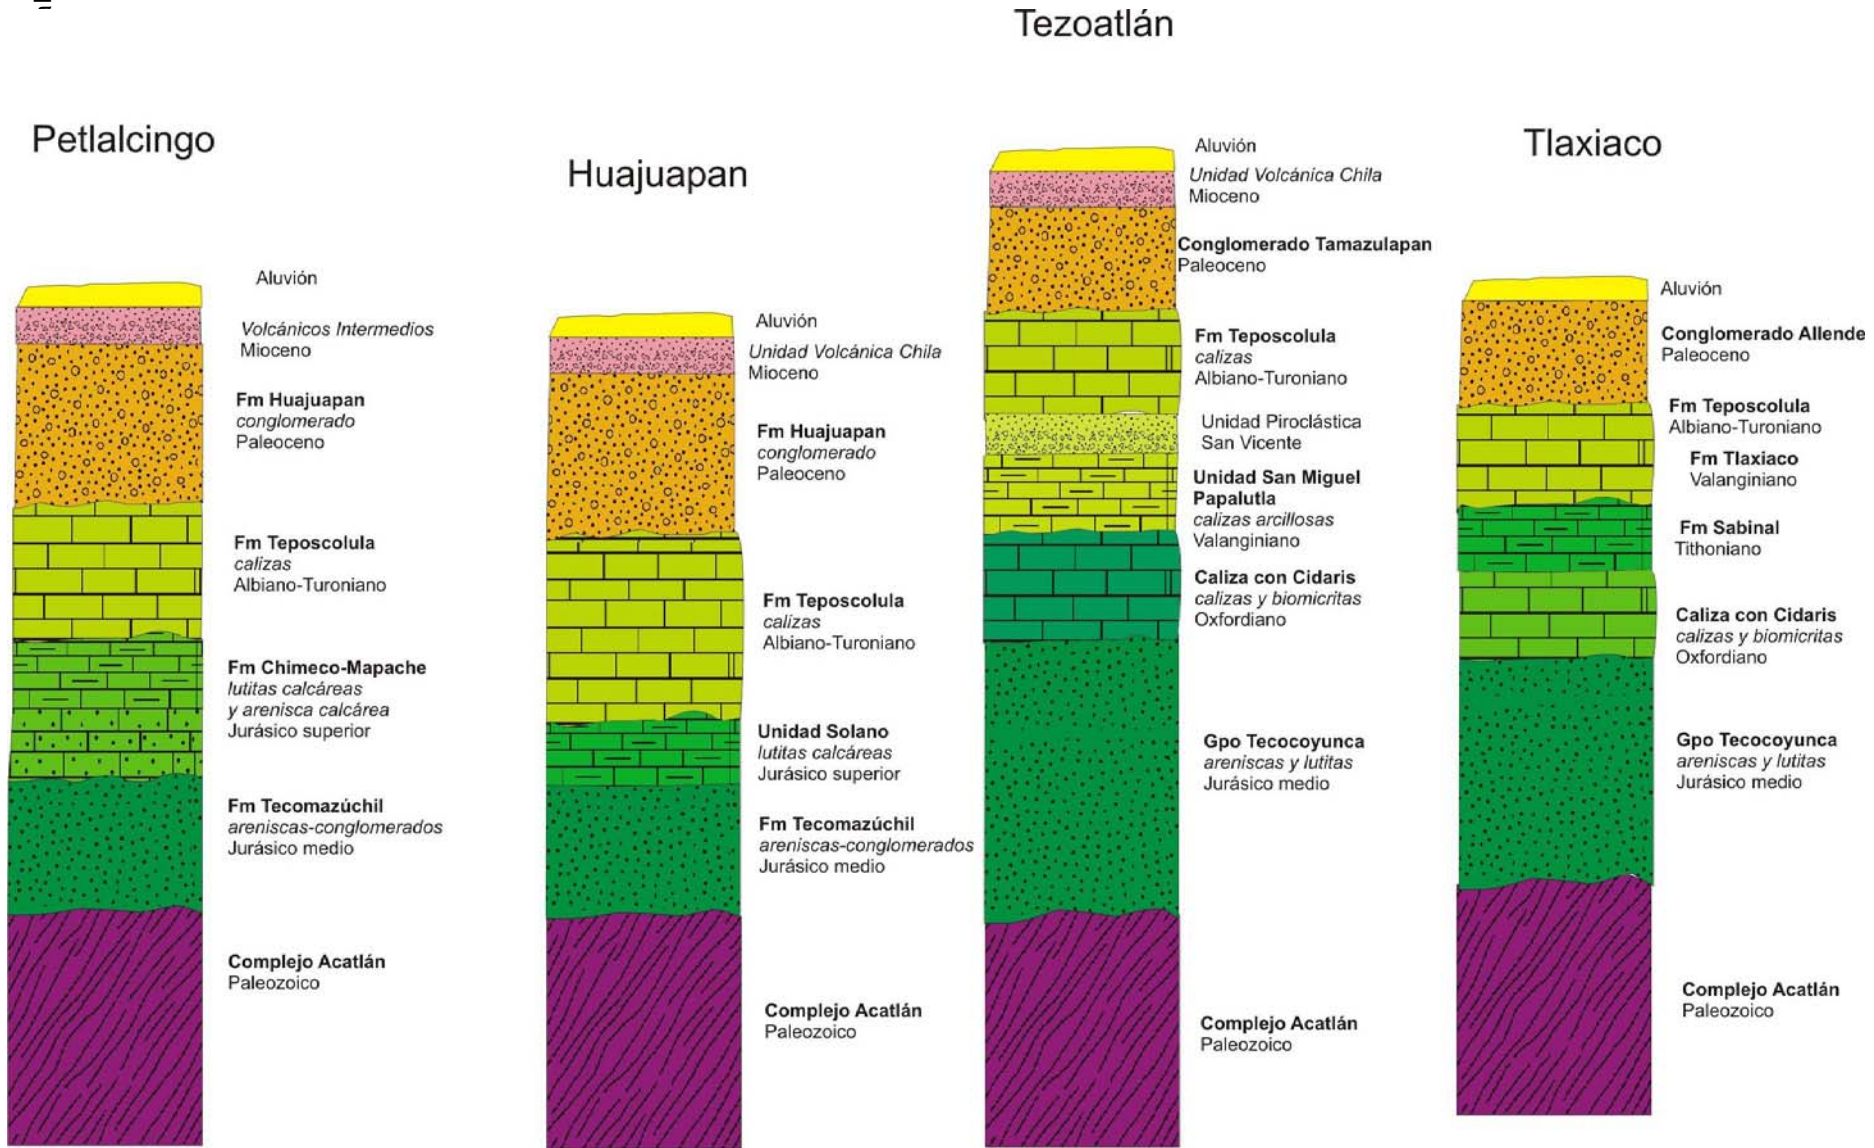 Petlalcingo
Aluvión
Volcánicos Intermedios
Mioceno
Fm Huajuapan
conglomerado
Paleoceno
Fm Teposcolula
calizas
Albiano-Turoniano
Fm Chimeco-Mapache
lutitas calcáreas
y arenisca calcárea
Jurásico superior
Fm Tecomazúchil
areniscas-conglomerados
Jurásico medio
Complejo Acatlán
Paleozoico
Huajuapan
Aluvión
Unidad Volcánica Chila
Mioceno
Fm Huajuapan
conglomerado
Paleoceno
Fm Teposcolula
calizas
Albiano-Turoniano
Unidad Solano
lutitas calcáreas
Jurásico superior
Fm Tecomazúchil
areniscas-conglomerados
Jurásico medio
Complejo Acatlán
Paleozoico
Tezoatlán
Aluvión
Unidad Volcánica Chila
Mioceno
Conglomerado Tamazulapan
Paleoceno
Fm Teposcolula
calizas
Albiano-Turoniano
Unidad Piroclástica
San Vicente
Unidad San Miguel
Papalutla
calizas arcillosas
Valanginiano
Caliza con Cidaris
calizas y biomicritas
Oxfordiano
Gpo Tecocoyunca
areniscas y lutitas
Jurásico medio
Complejo Acatlán
Paleozoico
Tlaxiaco
Aluvión
Conglomerado Allende
Paleoceno
Fm Teposcolula
Albiano-Turoniano
Fm Tlaxiaco
Valanginiano
Fm Sabinal
Tithoniano
Caliza con Cidaris
calizas y biomicritas
Oxfordiano
Gpo Tecocoyunca
areniscas y lutitas
Jurásico medio
Complejo Acatlán
Paleozoico